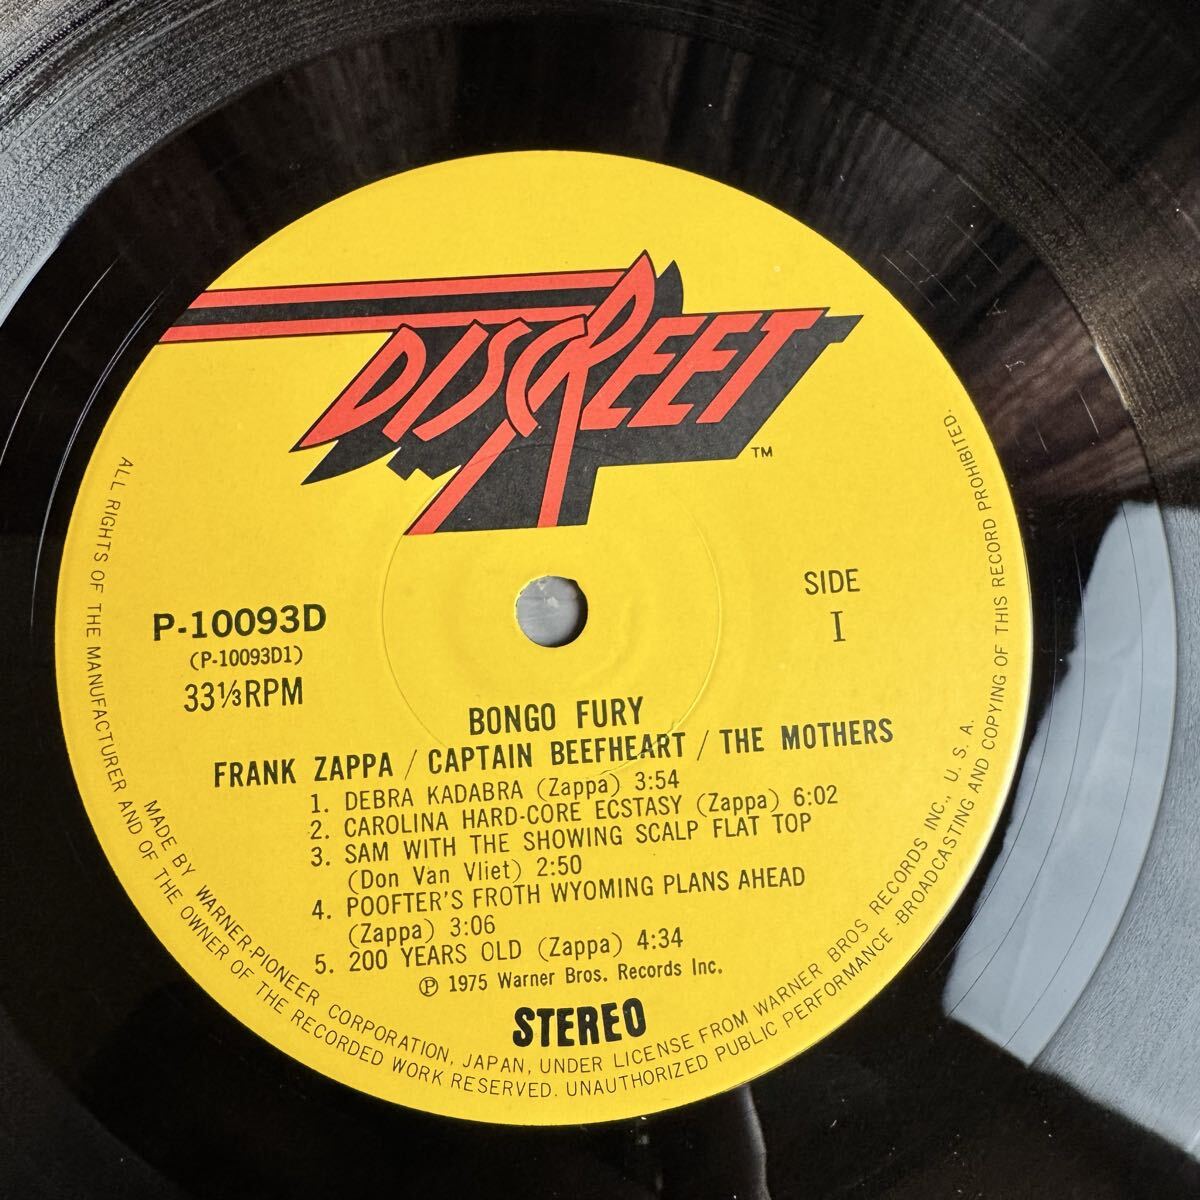 DISCREET
TM
P-10093D
(P-10093D1)
33⅓RPM
SIDE
I
BONGO FURY
FRANK ZAPPA / CAPTAIN BEEFHEART / THE MOTHERS
1. DEBRA KADABRA (Zappa) 3:54
2. CAROLINA HARD-CORE ECSTASY (Zappa) 6:02
3. SAM WITH THE SHOWING SCALP FLAT TOP
(Don Van Vliet) 2:50
4. POOFTER'S FROTH WYOMING PLANS AHEAD
(Zappa) 3:06
5. 200 YEARS OLD (Zappa) 4:34
℗ 1975 Warner Bros. Records Inc.
STEREO
MADE BY WARNER-PIONEER CORPORATION, JAPAN, UNDER LICENSE FROM WARNER BROS RECORDS INC., U. S. A.
ALL RIGHTS OF THE MANUFACTURER AND OF THE OWNER OF THE RECORDED WORK RESERVED. UNAUTHORIZED PUBLIC PERFORMANCE · BROADCASTING AND COPYING OF THIS RECORD PROHIBITED.